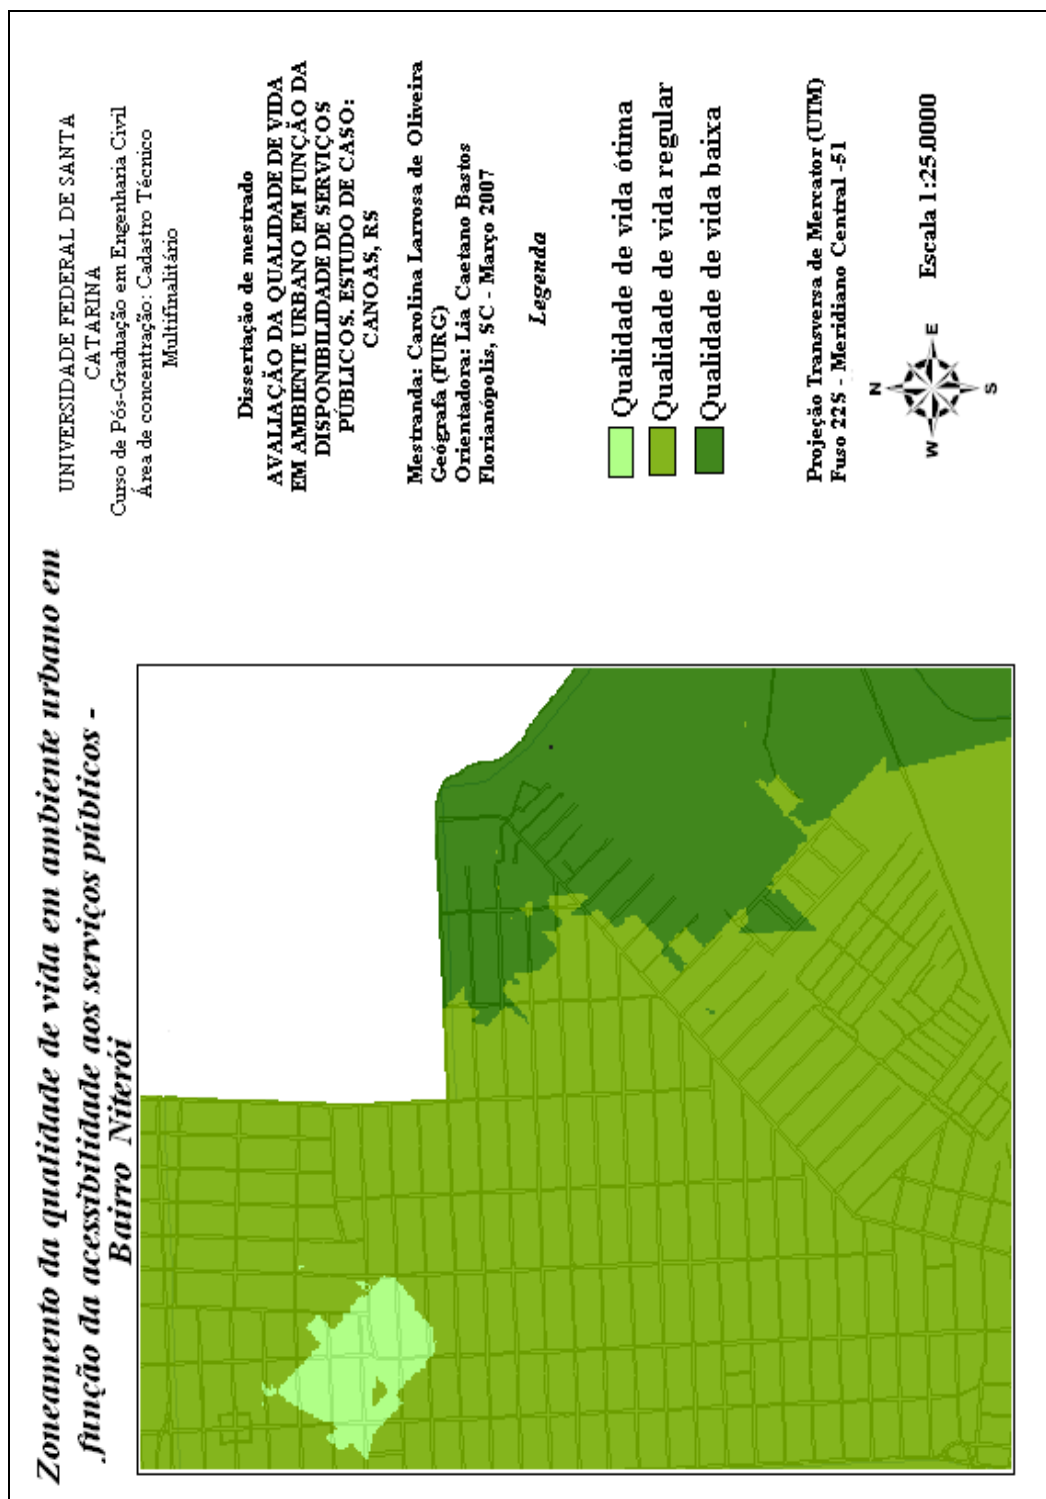 Zoneamento da qualidade de vida em ambiente urbano em
função da acessibilidade aos serviços públicos -
Bairro Niterói
UNIVERSIDADE FEDERAL DE SANTA
CATARINA
Curso de Pós-Graduação em Engenharia Civil
Área de concentração: Cadastro Técnico
Multifinalitário
Dissertação de mestrado
AVALIAÇÃO DA QUALIDADE DE VIDA
EM AMBIENTE URBANO EM FUNÇÃO DA
DISPONIBILIDADE DE SERVIÇOS
PÚBLICOS. ESTUDO DE CASO:
CANOAS, RS
Mestranda: Carolina Larrosa de Oliveira
Geógrafa (FURG)
Orientadora: Lia Caetano Bastos
Florianópolis, SC - Março 2007
Legenda
Qualidade de vida ótima
Qualidade de vida regular
Qualidade de vida baixa
Projeção Transversa de Mercator (UTM)
Fuso 22S - Meridiano Central -51
N
W E
S
Escala 1:25.0000